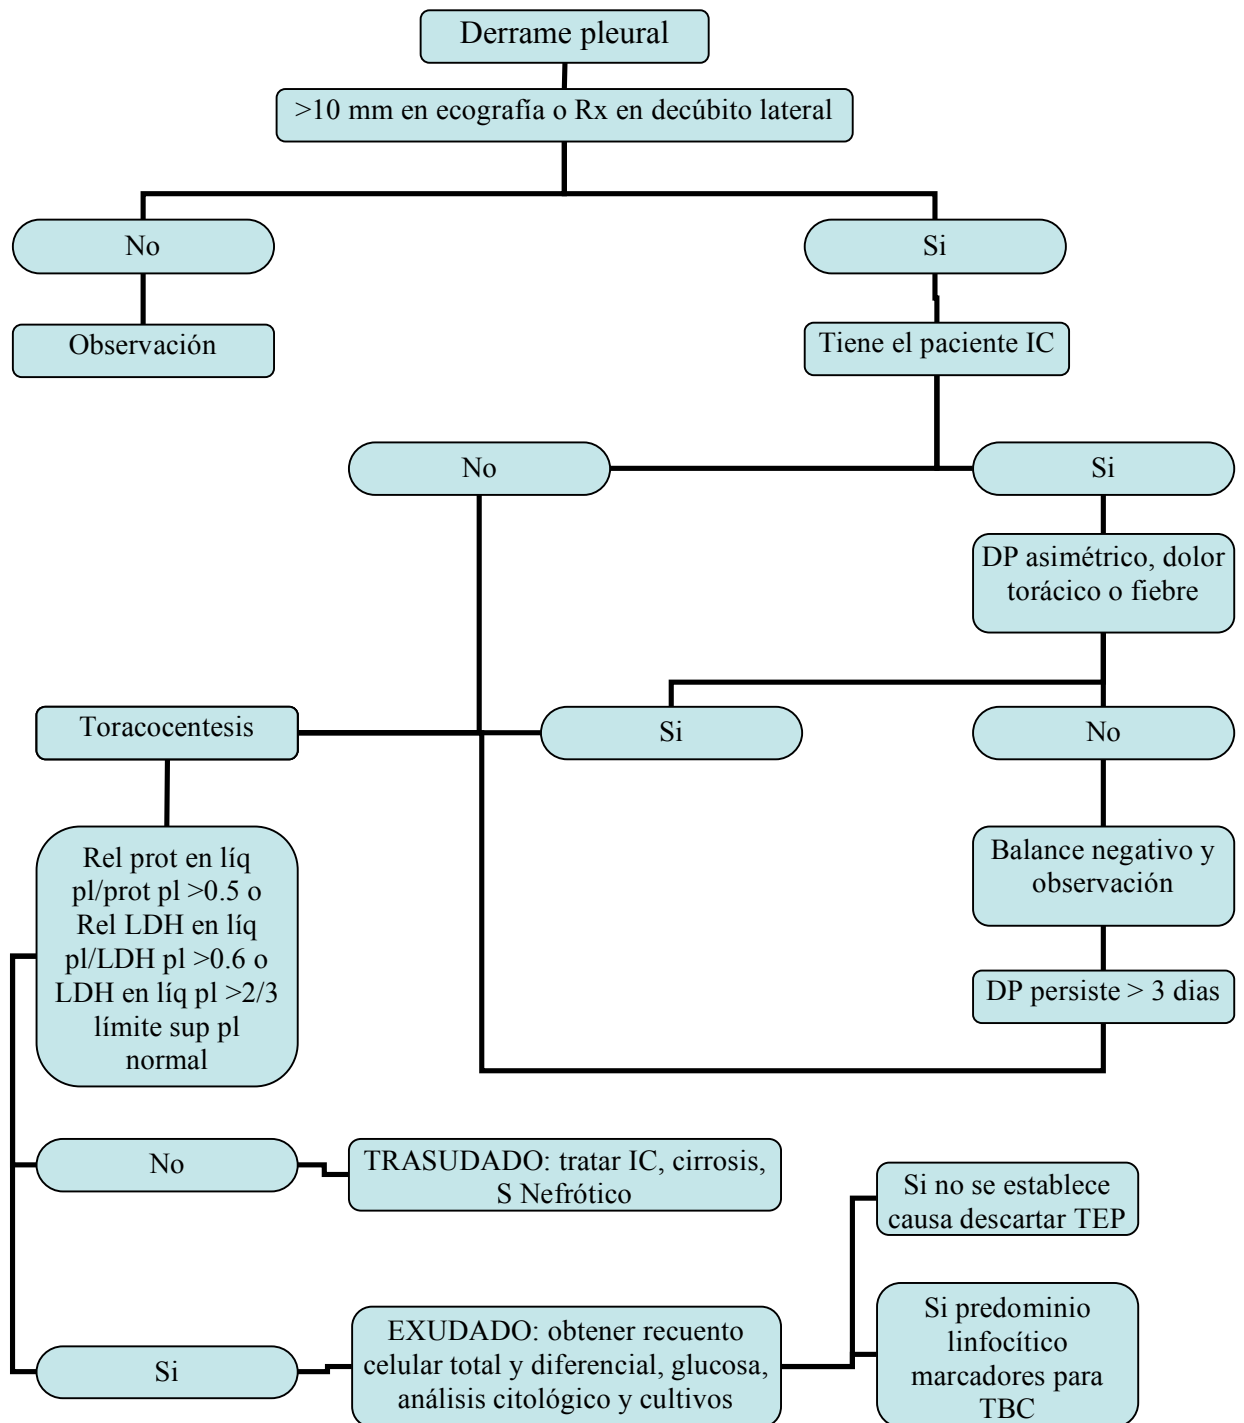 Derrame pleural
>10 mm en ecografía o Rx en decúbito lateral
No
Si
Observación
Tiene el paciente IC
No
Si
DP asimétrico, dolor
torácico o fiebre
Toracocentesis
Si
No
Rel prot en líq
pl/prot pl >0.5 o
Rel LDH en líq
pl/LDH pl >0.6 o
LDH en líq pl >2/3
límite sup pl
normal
Balance negativo y
observación
DP persiste > 3 dias
No
TRASUDADO: tratar IC, cirrosis,
S Nefrótico
Si no se establece
causa descartar TEP
Si
EXUDADO: obtener recuento
celular total y diferencial, glucosa,
análisis citológico y cultivos
Si predominio
linfocítico
marcadores para
TBC